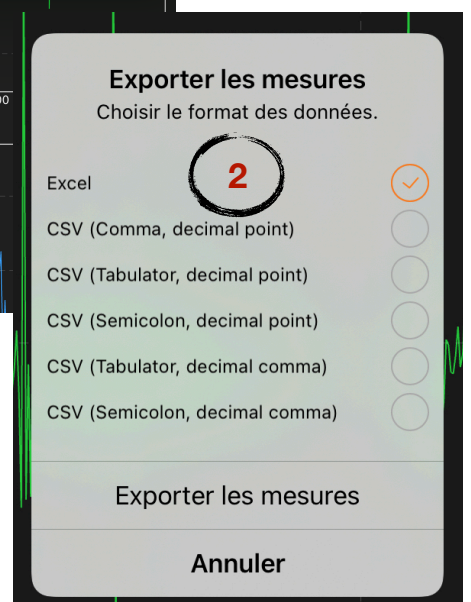 Exporter les mesures
Choisir le format des données.
2
Excel
CSV (Comma, decimal point)
CSV (Tabulator, decimal point)
CSV (Semicolon, decimal point)
CSV (Tabulator, decimal comma)
CSV (Semicolon, decimal comma)
Exporter les mesures
Annuler